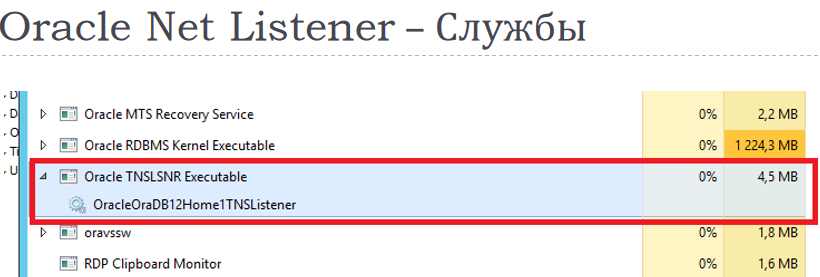 Oracle Net Listener – Службы
Oracle MTS Recovery Service 0% 2,2 MB
Oracle RDBMS Kernel Executable 0% 1 224,3 MB
Oracle TNSLSNR Executable 0% 4,5 MB
OracleOraDB12Home1TNSListener
oravssw 0% 1,8 MB
RDP Clipboard Monitor 0% 1,6 MB